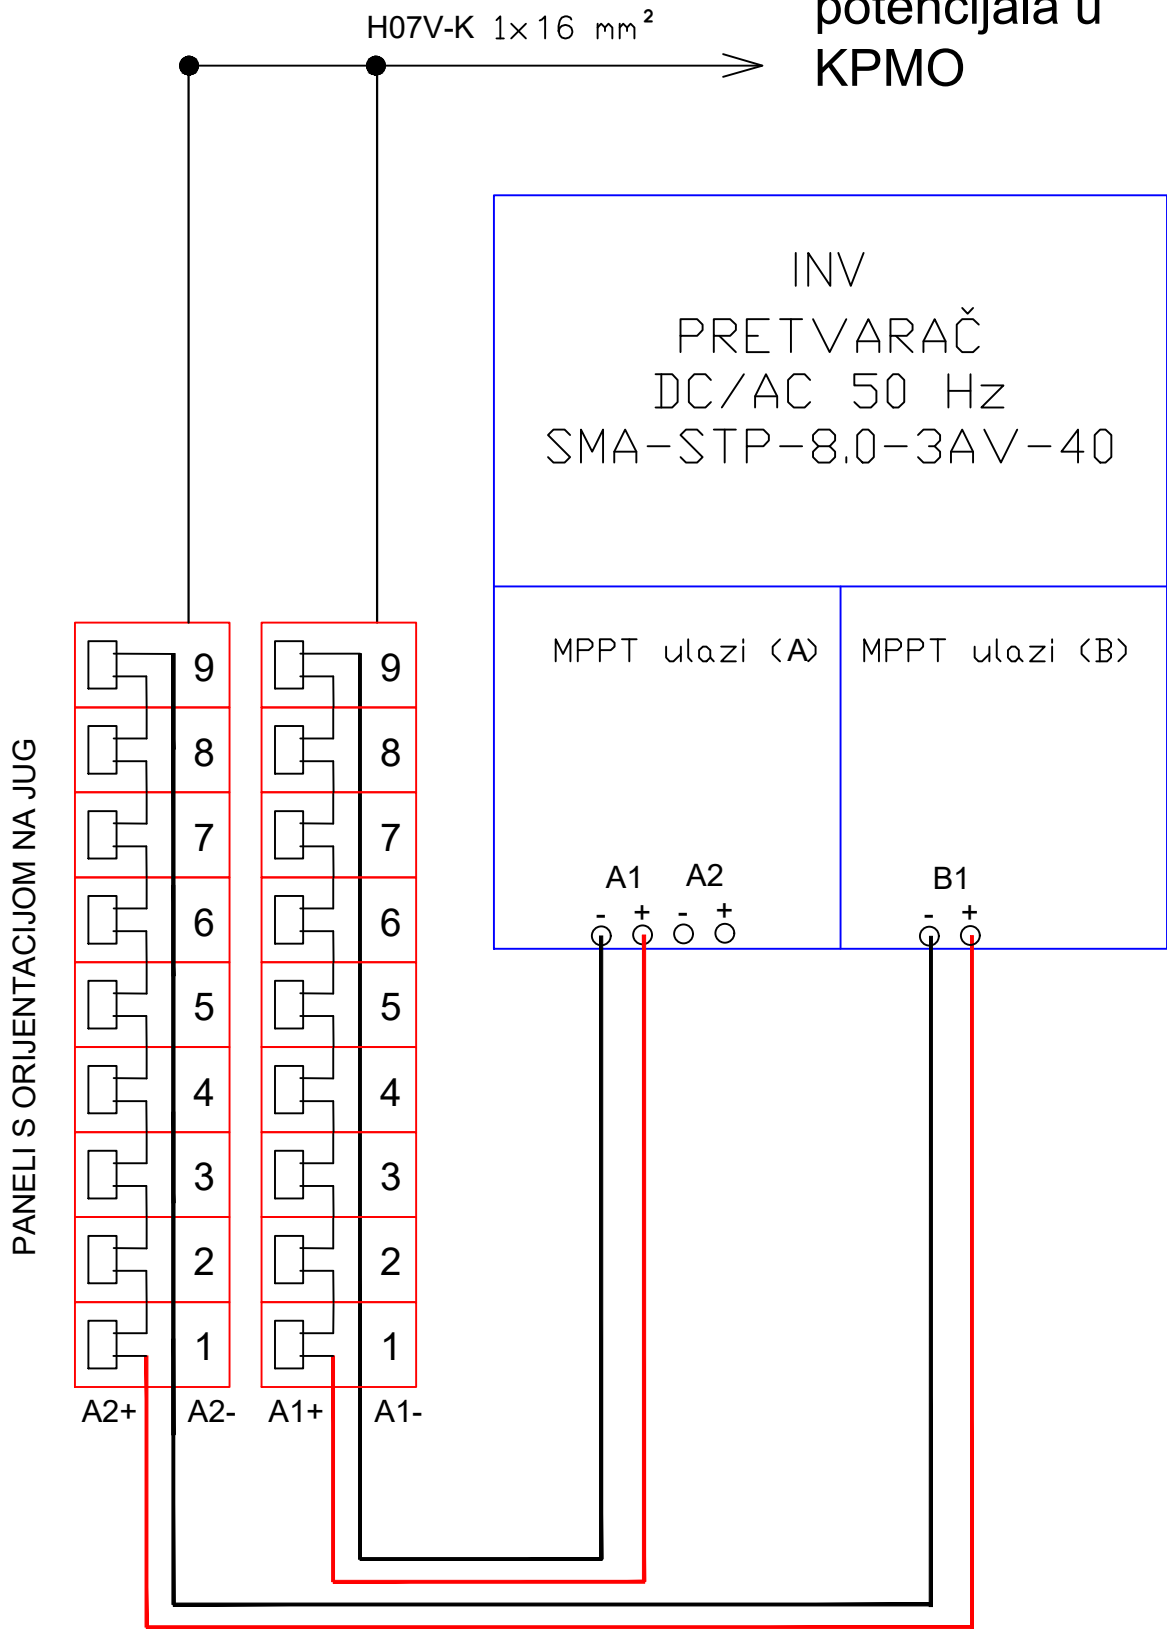 potencijala u
KPMO
H07V-K 1x16 mm²
INV
PRETVARAČ
DC/AC 50 Hz
SMA-STP-8.0-3AV-40
MPPT ulazi (A)
MPPT ulazi (B)
A1 A2
- + - +
B1
- +
PANELI S ORIJENTACIJOM NA JUG
9 9
8 8
7 7
6 6
5 5
4 4
3 3
2 2
1 1
A2+ A2- A1+ A1-